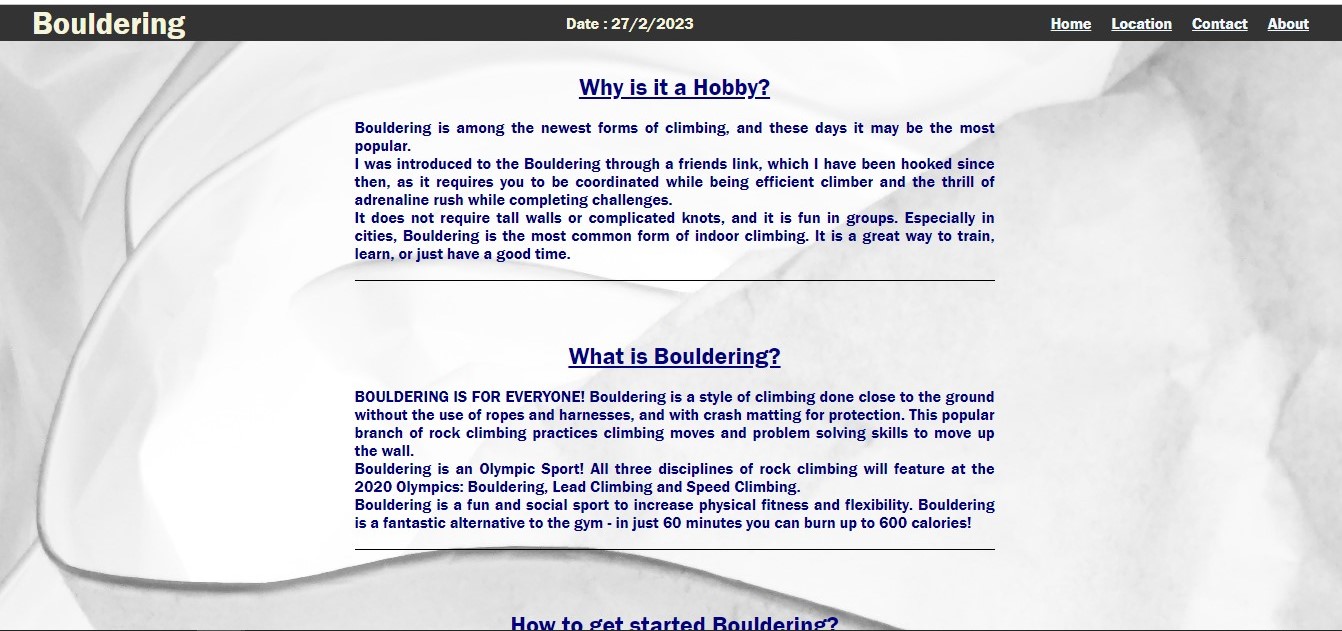 Bouldering
Date : 27/2/2023
Home Location Contact About
Why is it a Hobby?
Bouldering is among the newest forms of climbing, and these days it may be the most
popular.
I was introduced to the Bouldering through a friends link, which I have been hooked since
then, as it requires you to be coordinated while being efficient climber and the thrill of
adrenaline rush while completing challenges.
It does not require tall walls or complicated knots, and it is fun in groups. Especially in
cities, Bouldering is the most common form of indoor climbing. It is a great way to train,
learn, or just have a good time.
What is Bouldering?
BOULDERING IS FOR EVERYONE! Bouldering is a style of climbing done close to the ground
without the use of ropes and harnesses, and with crash matting for protection. This popular
branch of rock climbing practices climbing moves and problem solving skills to move up
the wall.
Bouldering is an Olympic Sport! All three disciplines of rock climbing will feature at the
2020 Olympics: Bouldering, Lead Climbing and Speed Climbing.
Bouldering is a fun and social sport to increase physical fitness and flexibility. Bouldering
is a fantastic alternative to the gym - in just 60 minutes you can burn up to 600 calories!
How to get started Bouldering?